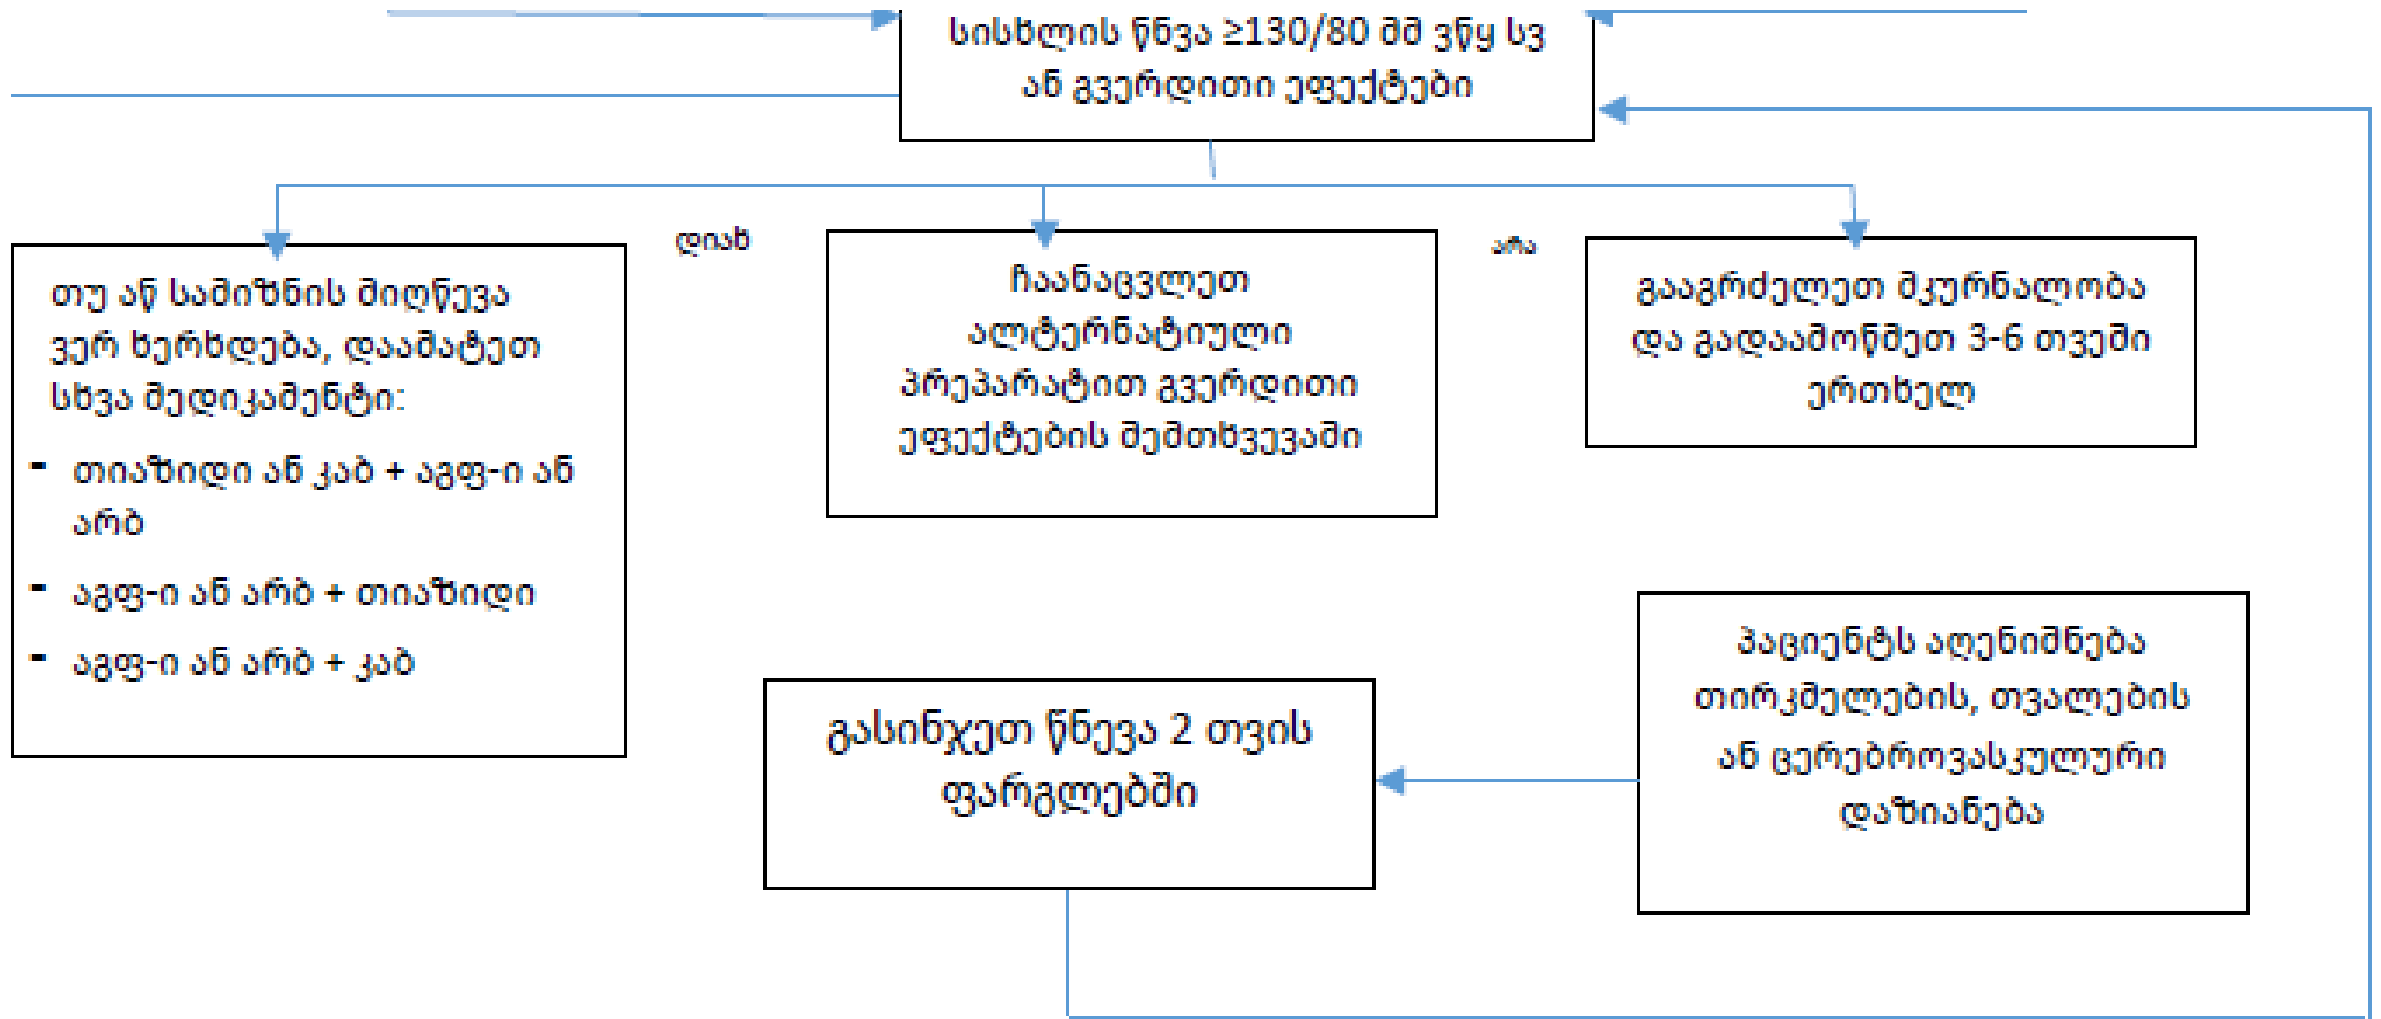 სისხლის წნვა ≥130/80 მმ ვწყ სვ
ან გვერდითი ეფექტები
დიახ
არა
თუ აწ სამიზნის მიღწევა
ვერ ხერხდება, დაამატეთ
სხვა მედიკამენტი:
- თიაზიდი ან კაბ + აგფ-ი ან
არბ
- აგფ-ი ან არბ + თიაზიდი
- აგფ-ი ან არბ + კაბ
ჩაანაცვლეთ
ალტერნატიული
პრეპარატით გვერდითი
ეფექტების შემთხვევაში
გააგრძელეთ მკურნალობა
და გადაამოწმეთ 3-6 თვეში
ერთხელ
გასინჯეთ წნევა 2 თვის
ფარგლებში
პაციენტს აღენიშნება
თირკმელების, თვალების
ან ცერებროვასკულური
დაზიანება